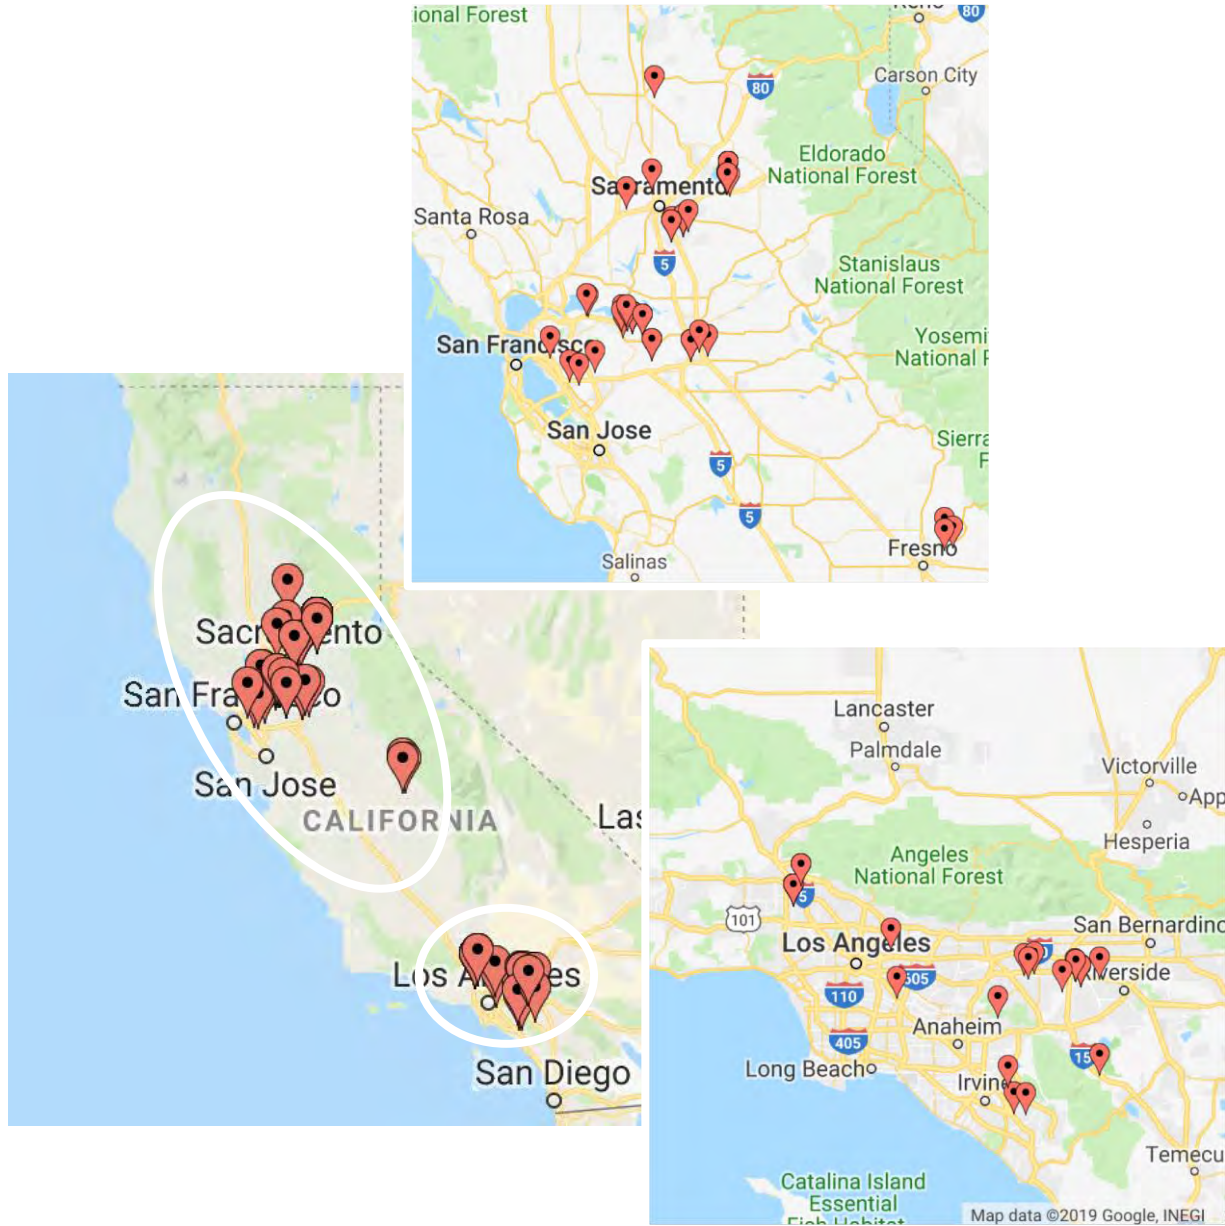 ional Forest
80
Carson City
80
Eldorado
National Forest
Sacramento
Santa Rosa
5
Stanislaus
National Forest
San Francisco
Yosemi
National F
San Jose
Sierra
F
5
5
Fresno
Salinas
Sacramento
San Francisco
San Jose
CALIFORNIA
Las
Los Angeles
San Diego
Lancaster
Palmdale
Victorville
App
Hesperia
Angeles
National Forest
5
101
San Bernardino
Los Angeles
605
Riverside
110
Anaheim
405
15
Long Beach
Irvine
Temecu
Catalina Island
Essential
Fish Habitat
Map data ©2019 Google, INEGI